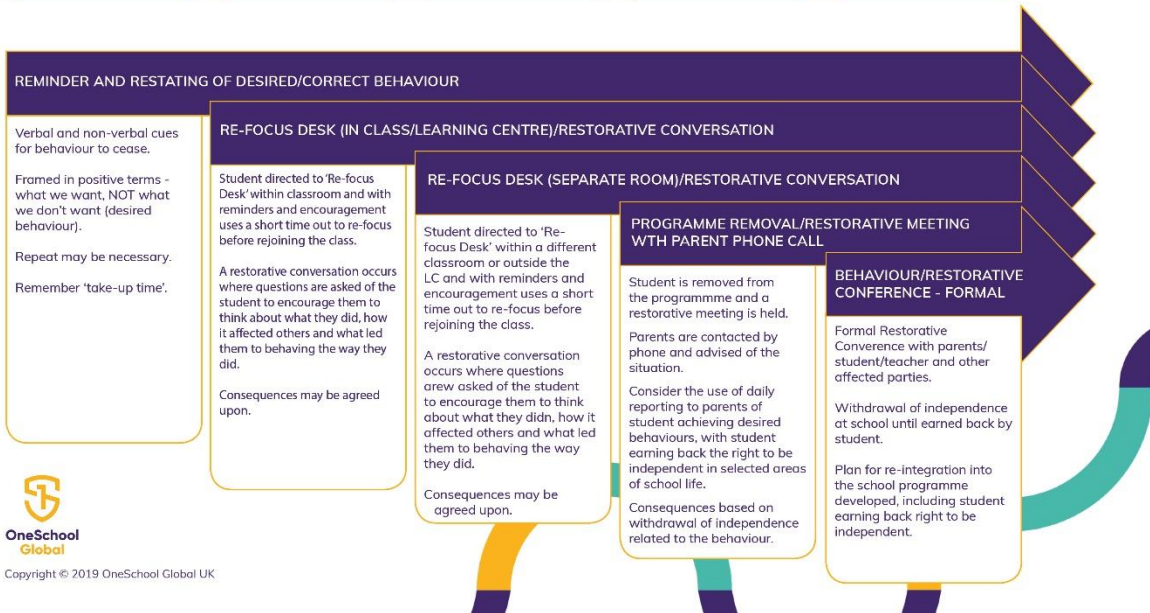 REMINDER AND RESTATING OF DESIRED/CORRECT BEHAVIOUR
Verbal and non-verbal cues
for behaviour to cease.
Framed in positive terms -
what we want, NOT what
we don't want (desired
behaviour).
Repeat may be necessary.
Remember 'take-up time'.
RE-FOCUS DESK (IN CLASS/LEARNING CENTRE)/RESTORATIVE CONVERSATION
Student directed to 'Re-focus
Desk' within classroom and with
reminders and encouragement
uses a short time out to re-focus
before rejoining the class.
A restorative conversation occurs
where questions are asked of the
student to encourage them to
think about what they did, how
it affected others and what led
them to behaving the way they
did.
Consequences may be agreed
upon.
RE-FOCUS DESK (SEPARATE ROOM)/RESTORATIVE CONVERSATION
Student directed to 'Re-
focus Desk' within a different
classroom or outside the
LC and with reminders and
encouragement uses a short
time out to re-focus before
rejoining the class.
A restorative conversation
occurs where questions
arew asked of the student
to encourage them to think
about what they didn, how it
affected others and what led
them to behaving the way
they did.
Consequences may be
agreed upon.
PROGRAMME REMOVAL/RESTORATIVE MEETING
WTH PARENT PHONE CALL
Student is removed from
the programmme and a
restorative meeting is held.
Parents are contacted by
phone and advised of the
situation.
Consider the use of daily
reporting to parents of
student achieving desired
behaviours, with student
earning back the right to be
independent in selected areas
of school life.
Consequences based on
withdrawal of independence
related to the behaviour.
BEHAVIOUR/RESTORATIVE
CONFERENCE - FORMAL
Formal Restorative
Converence with parents/
student/teacher and other
affected parties.
Withdrawal of independence
at school until earned back by
student.
Plan for re-integration into
the school programme
developed, including student
earning back right to be
independent.
OneSchool
Global
Copyright © 2019 OneSchool Global UK